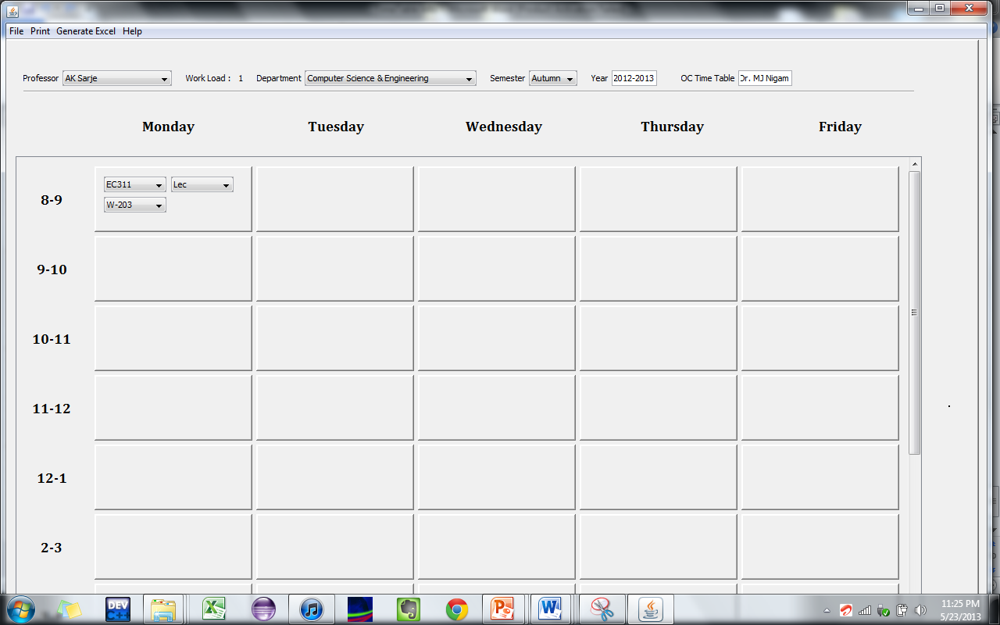 File Print Generate Excel Help
Professor AK Sarje Work Load : 1 Department Computer Science & Engineering Semester Autumn Year 2012-2013 OC Time Table Dr. MJ Nigam
Monday Tuesday Wednesday Thursday Friday
8-9 EC311 Lec
W-203
9-10
10-11
11-12
12-1
2-3
DEV C++
11:25 PM
5/23/2013